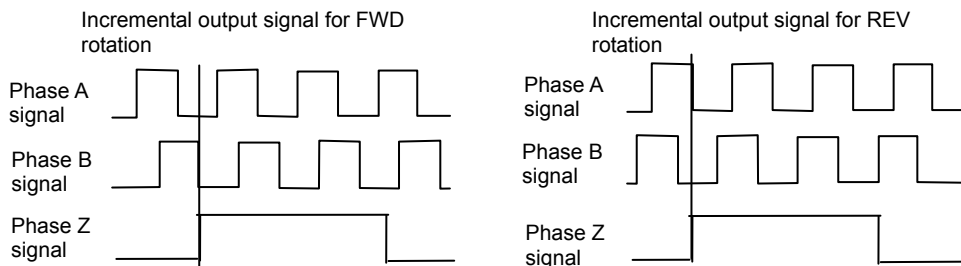 Incremental output signal for FWD
rotation
Phase A
signal
Phase B
signal
Phase Z
signal
Incremental output signal for REV
rotation
Phase A
signal
Phase B
signal
Phase Z
signal